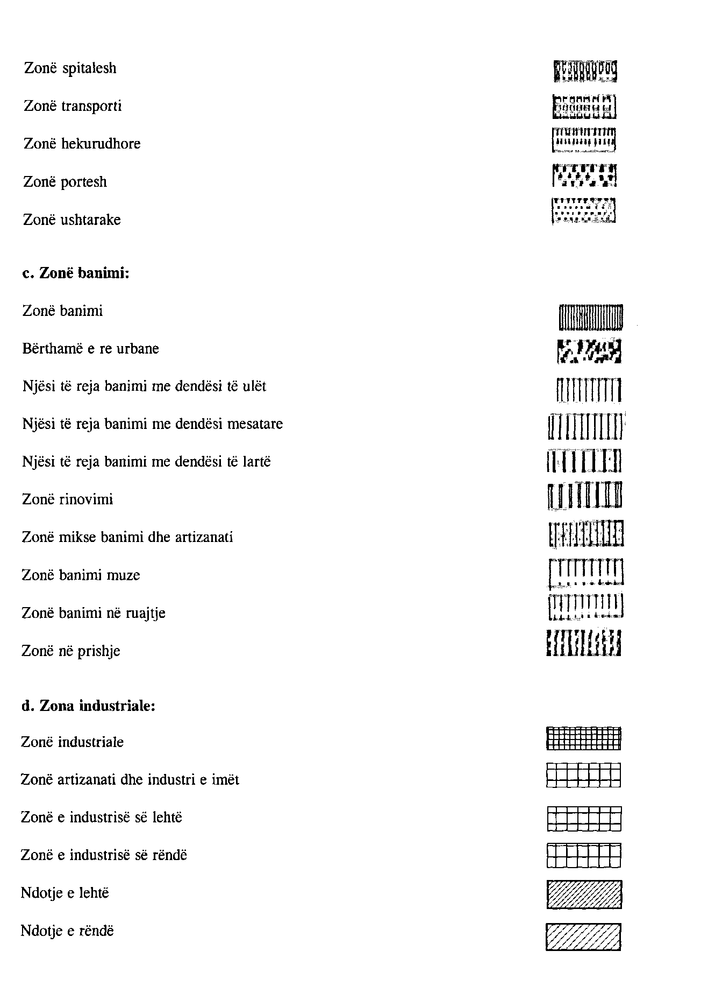 Zonë spitalesh
Zonë transporti
Zonë hekurudhore
Zonë portesh
Zonë ushtarake
c. Zonë banimi:
Zonë banimi
Bërthamë e re urbane
Njësi të reja banimi me dendësi të ulët
Njësi të reja banimi me dendësi mesatare
Njësi të reja banimi me dendësi të lartë
Zonë rinovimi
Zonë mikse banimi dhe artizanati
Zonë banimi muze
Zonë banimi në ruajtje
Zonë në prishje
d. Zona industriale:
Zonë industriale
Zonë artizanati dhe industri e imët
Zonë e industrisë së lehtë
Zonë e industrisë së rëndë
Ndotje e lehtë
Ndotje e rëndë